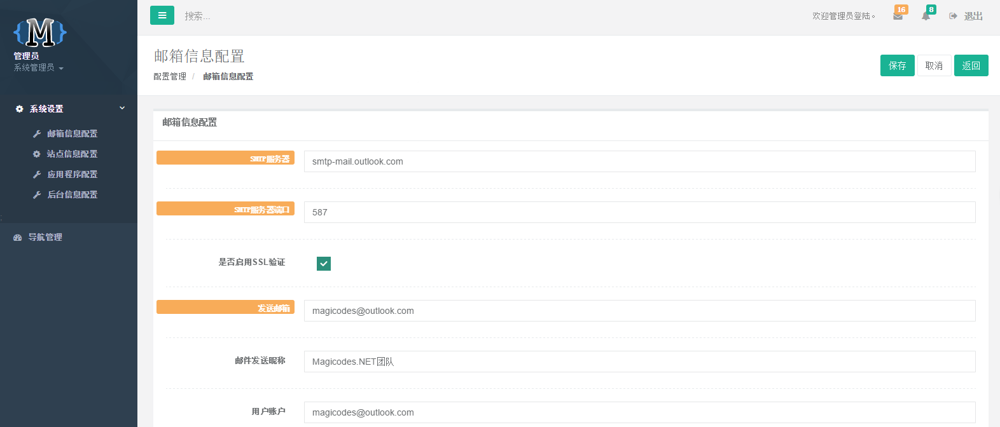 M
管理员
系统管理员
系统设置
邮箱信息配置
站点信息配置
应用程序配置
后台信息配置
;
导航管理
搜索...
欢迎管理员登陆。
16
8
退出
邮箱信息配置
配置管理 / 邮箱信息配置
保存 取消 返回
邮箱信息配置
SMTP服务器 smtp-mail.outlook.com
SMTP服务器端口 587
是否启用SSL验证
发送邮箱 magicodes@outlook.com
邮件发送昵称 Magicodes.NET团队
用户账户 magicodes@outlook.com